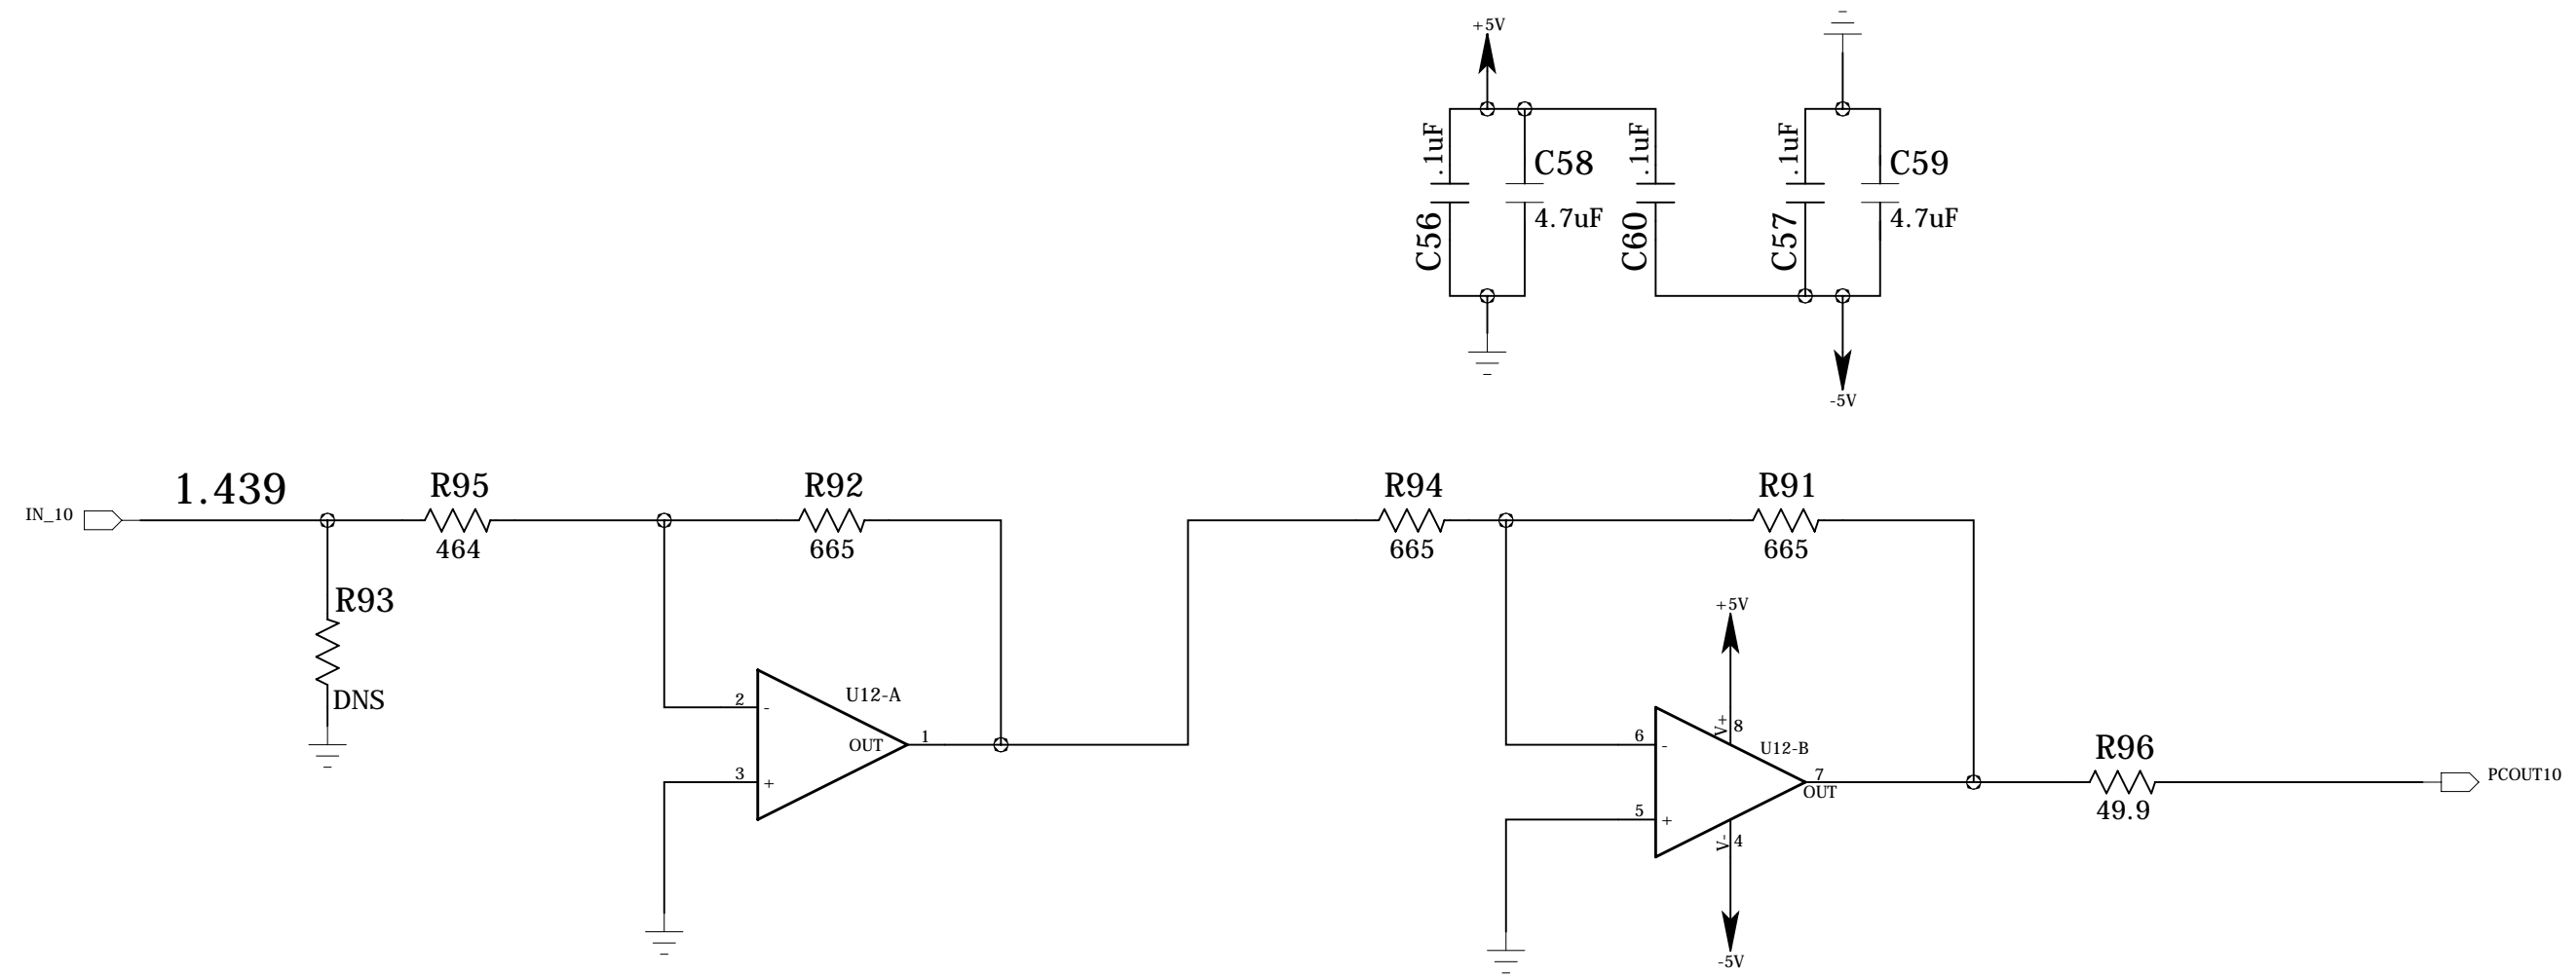 +5V
.1uF
C56
C58
4.7uF
.1uF
C60
.1uF
C57
C59
4.7uF
-5V
IN_10
1.439
R95
464
R92
665
R93
DNS
2
-
3
+
U12-A
OUT
1
R94
665
R91
665
+5V
V+
8
6
-
5
+
U12-B
7
OUT
V-
4
-5V
R96
49.9
PCOUT10